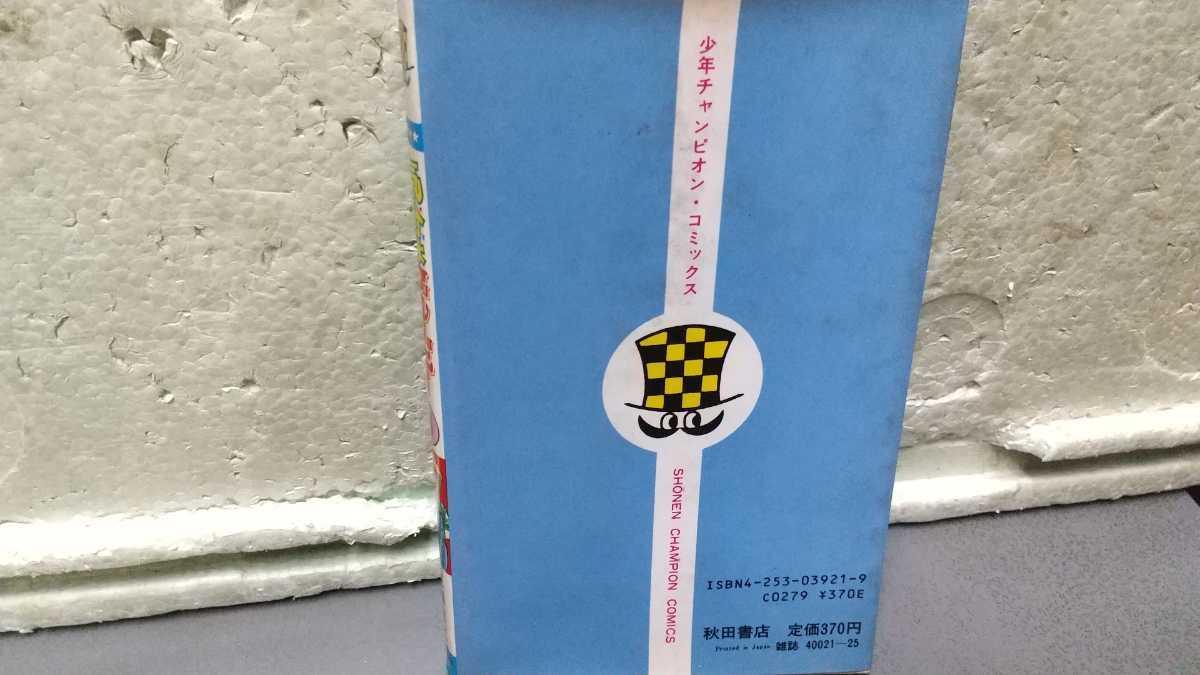 少年チャンピオン・コミックス
SHŌNEN CHAMPION COMICS
ISBN4-253-03921-9
C0279 ¥370E
秋田書店 定価370円
Printed in Japan 雑誌 40021—25